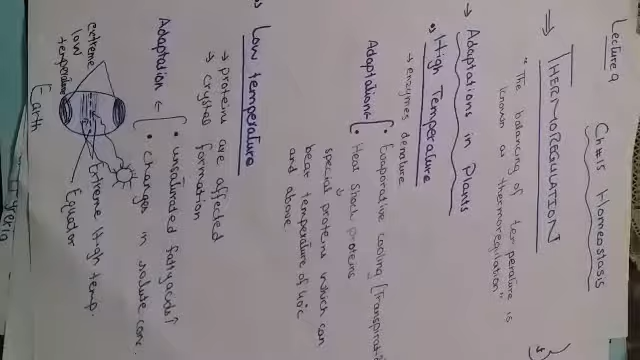 Lecture 9
Ch#15 Homeostasis
⇒ THERMOREGULATION
"The balancing of temperature is
known as thermoregulation"
→ Adaptations in Plants
• High Temperature
→ enzymes denature
Adaptations
• Evaporative cooling (Transpiration
• Heat shock proteins
↓
special proteins which can
bear temperature of 40°C
and above
Low temperature
→ proteins are affected
→ crystal formation
Adaptation ←
• unsaturated fatty acids ↑
• changes in solute conc.
extreme
low
temperature
Extreme High temp.
Equator
Earth